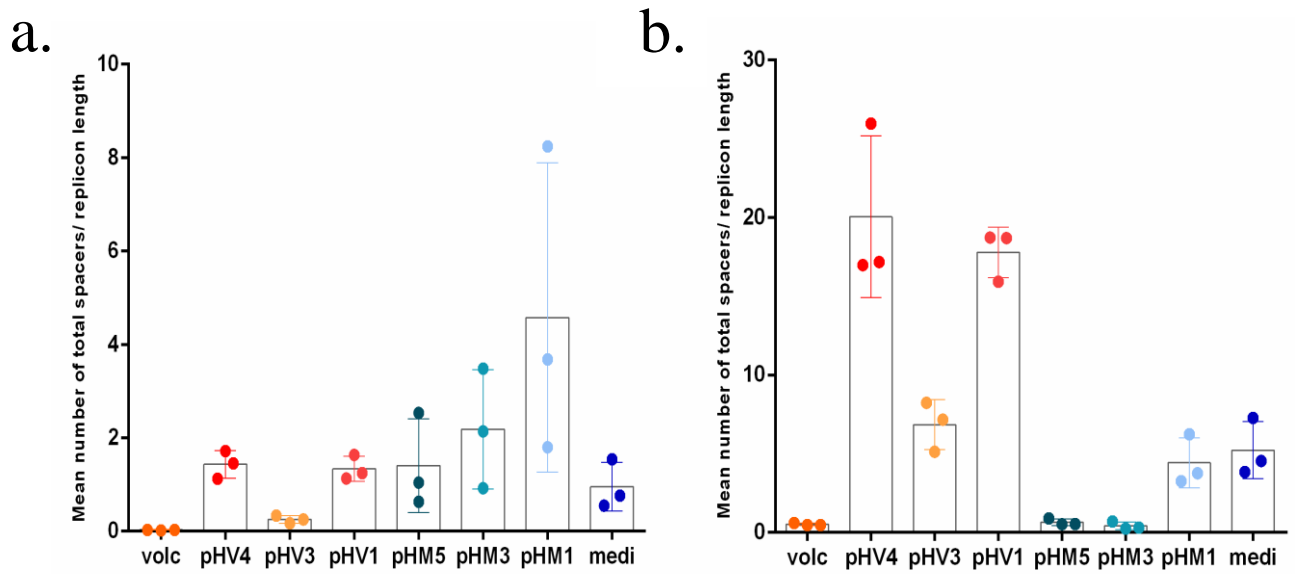 a.
Mean number of total spacers/ replicon length
10
8
6
4
2
0
volc pHV4 pHV3 pHV1 pHM5 pHM3 pHM1 medi
b.
Mean number of total spacers/ replicon length
30
20
10
0
volc pHV4 pHV3 pHV1 pHM5 pHM3 pHM1 medi